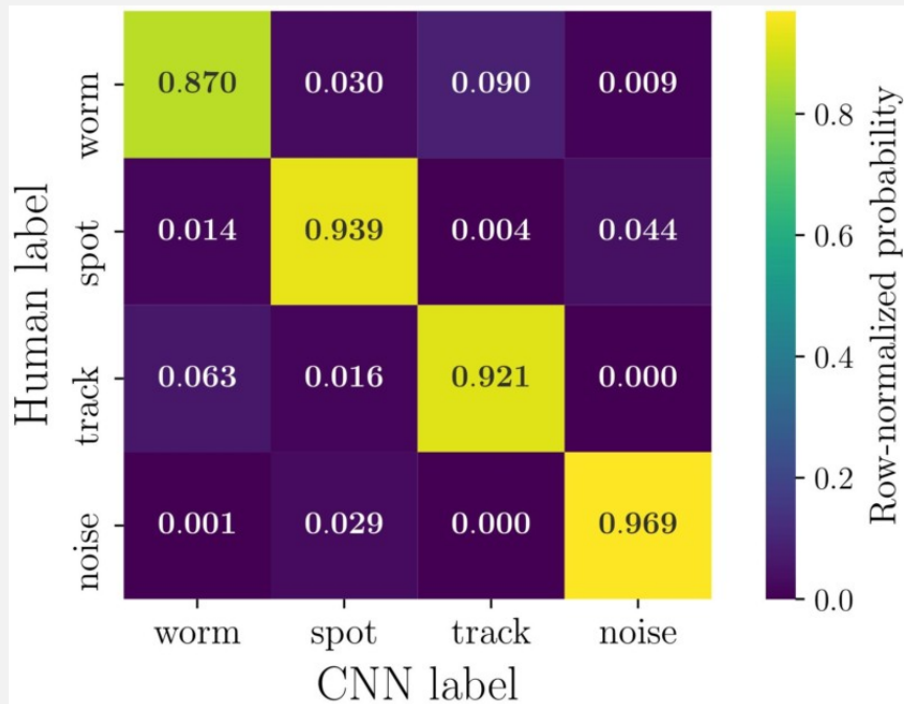 Human label
worm
0.870 0.030 0.090 0.009
spot
0.014 0.939 0.004 0.044
track
0.063 0.016 0.921 0.000
noise
0.001 0.029 0.000 0.969
worm spot track noise
CNN label
0.8
0.6
0.4
0.2
0.0
Row-normalized probability